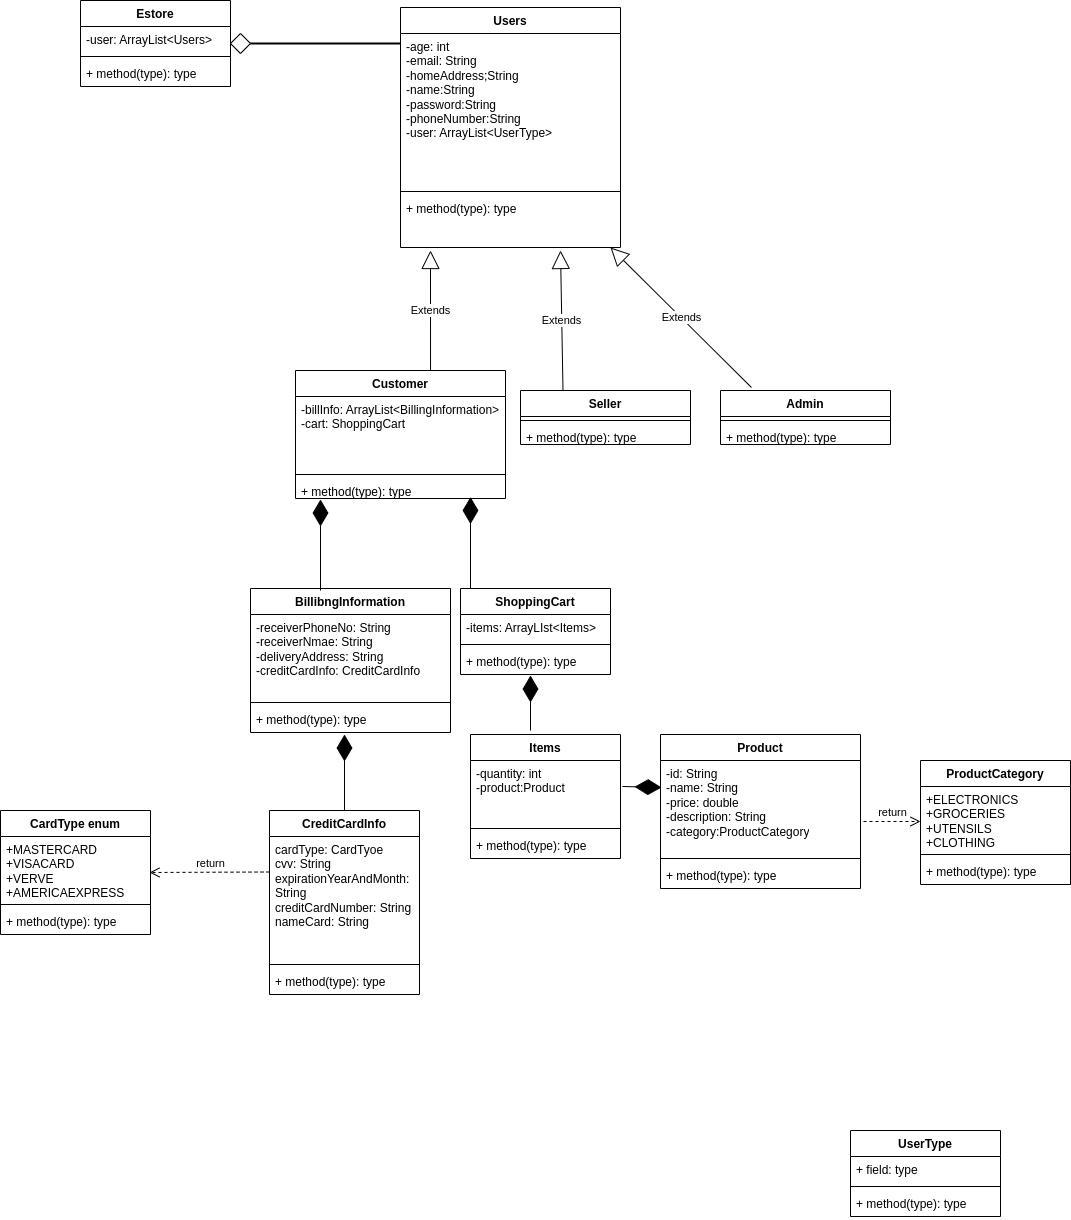 Estore
-user: ArrayList<Users>
+ method(type): type
Users
-age: int
-email: String
-homeAddress;String
-name:String
-password:String
-phoneNumber:String
-user: ArrayList<UserType>
+ method(type): type
Extends
Extends
Extends
Customer
-billInfo: ArrayList<BillingInformation>
-cart: ShoppingCart
+ method(type): type
Seller
+ method(type): type
Admin
+ method(type): type
BillibngInformation
-receiverPhoneNo: String
-receiverNmae: String
-deliveryAddress: String
-creditCardInfo: CreditCardInfo
+ method(type): type
ShoppingCart
-items: ArrayLIst<Items>
+ method(type): type
Items
-quantity: int
-product:Product
+ method(type): type
Product
-id: String
-name: String
-price: double
-description: String
-category:ProductCategory
+ method(type): type
return
ProductCategory
+ELECTRONICS
+GROCERIES
+UTENSILS
+CLOTHING
+ method(type): type
CardType enum
+MASTERCARD
+VISACARD
+VERVE
+AMERICAEXPRESS
+ method(type): type
return
CreditCardInfo
cardType: CardTyoe
cvv: String
expirationYearAndMonth:
String
creditCardNumber: String
nameCard: String
+ method(type): type
UserType
+ field: type
+ method(type): type